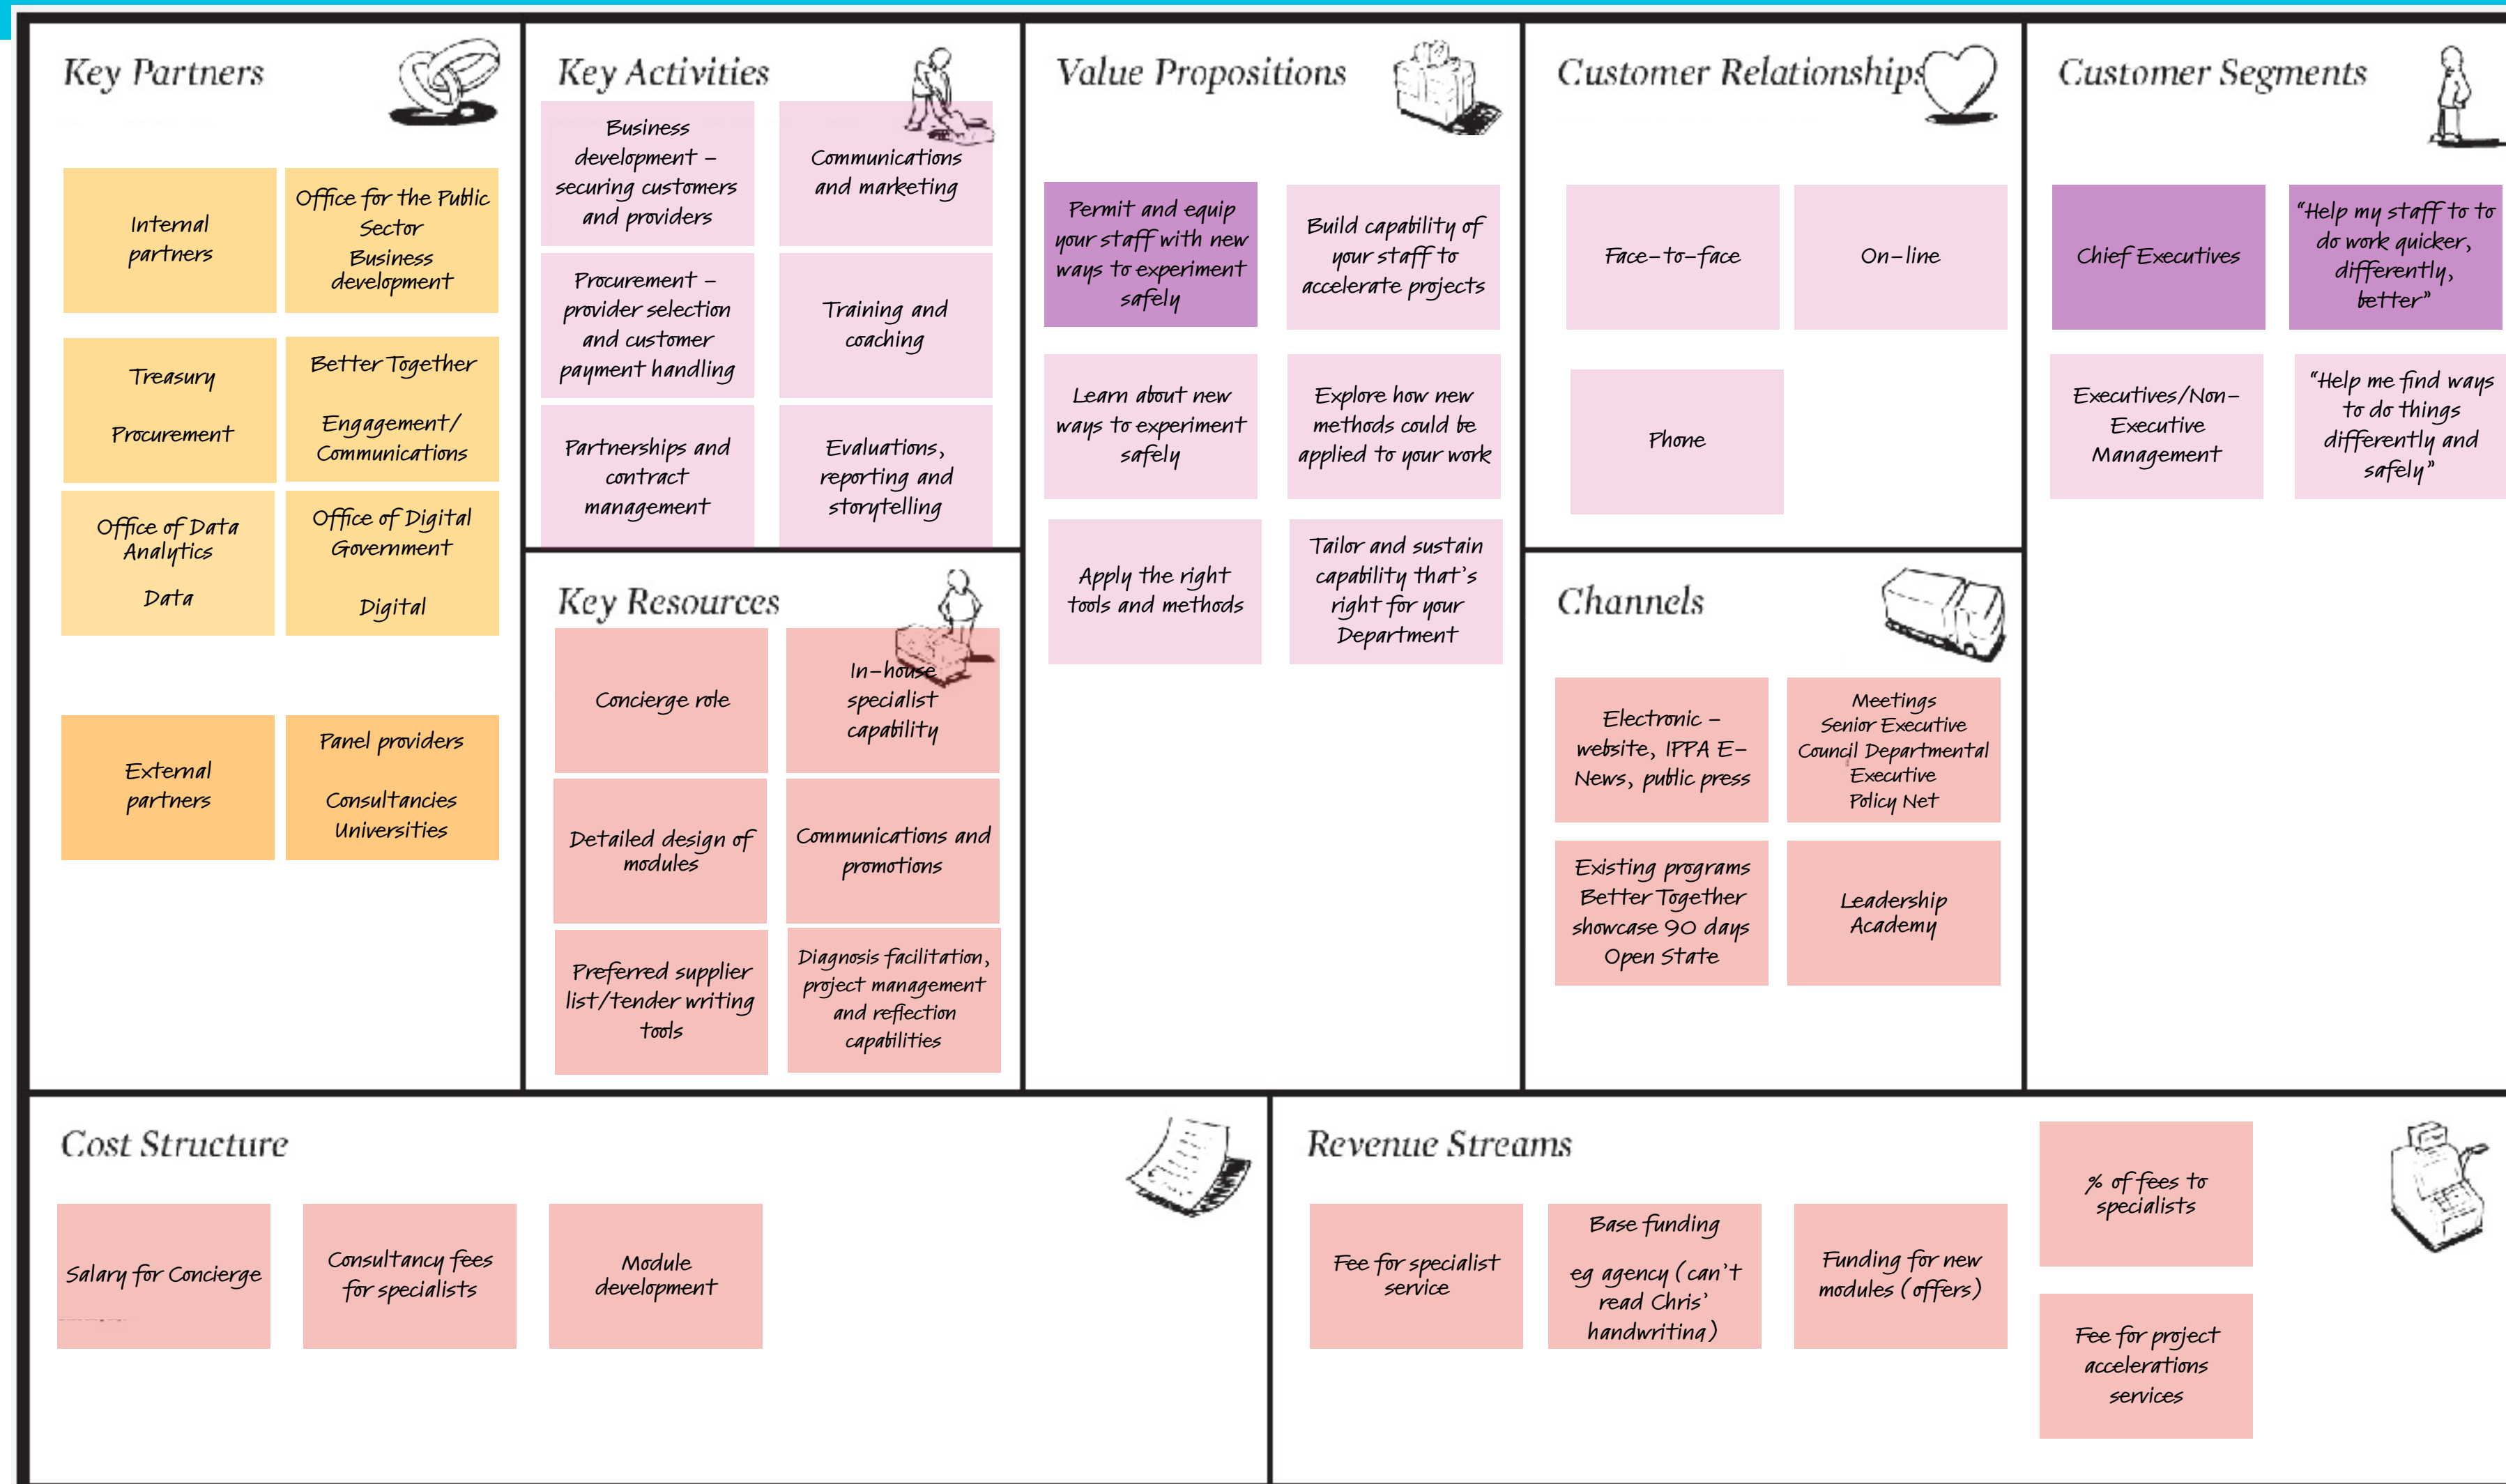 Key Partners
Internal
partners
Office for the Public
Sector
Business
development
Treasury
Procurement
Better Together
Engagement/
Communications
Office of Data
Analytics
Data
Office of Digital
Government
Digital
External
partners
Panel providers
Consultancies
Universities
Key Activities
Business
development –
securing customers
and providers
Communications
and marketing
Procurement –
provider selection
and customer
payment handling
Training and
coaching
Partnerships and
contract
management
Evaluations,
reporting and
storytelling
Key Resources
Concierge role
In-house
specialist
capability
Detailed design of
modules
Communications and
promotions
Preferred supplier
list/tender writing
tools
Diagnosis facilitation,
project management
and reflection
capabilities
Value Propositions
Permit and equip
your staff with new
ways to experiment
safely
Build capability of
your staff to
accelerate projects
Learn about new
ways to experiment
safely
Explore how new
methods could be
applied to your work
Apply the right
tools and methods
Tailor and sustain
capability that's
right for your
Department
Customer Relationships
Face-to-face
On-line
Phone
Channels
Electronic –
website, IPPA E-
News, public press
Meetings
Senior Executive
Council Departmental
Executive
Policy Net
Existing programs
Better Together
showcase 90 days
Open State
Leadership
Academy
Customer Segments
Chief Executives
“Help my staff to to
do work quicker,
differently,
better”
Executives/Non-
Executive
Management
“Help me find ways
to do things
differently and
safely”
Cost Structure
Salary for Concierge
Consultancy fees
for specialists
Module
development
Revenue Streams
Fee for specialist
service
Base funding
eg agency (can't
read Chris'
handwriting)
Funding for new
modules (offers)
% of fees to
specialists
Fee for project
accelerations
services